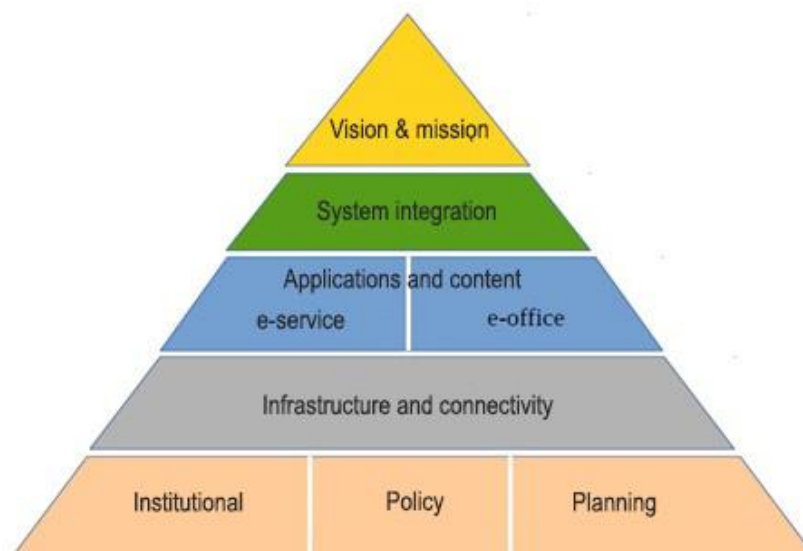 Vision & mission
System integration
Applications and content
e-service e-office
Infrastructure and connectivity
Institutional Policy Planning